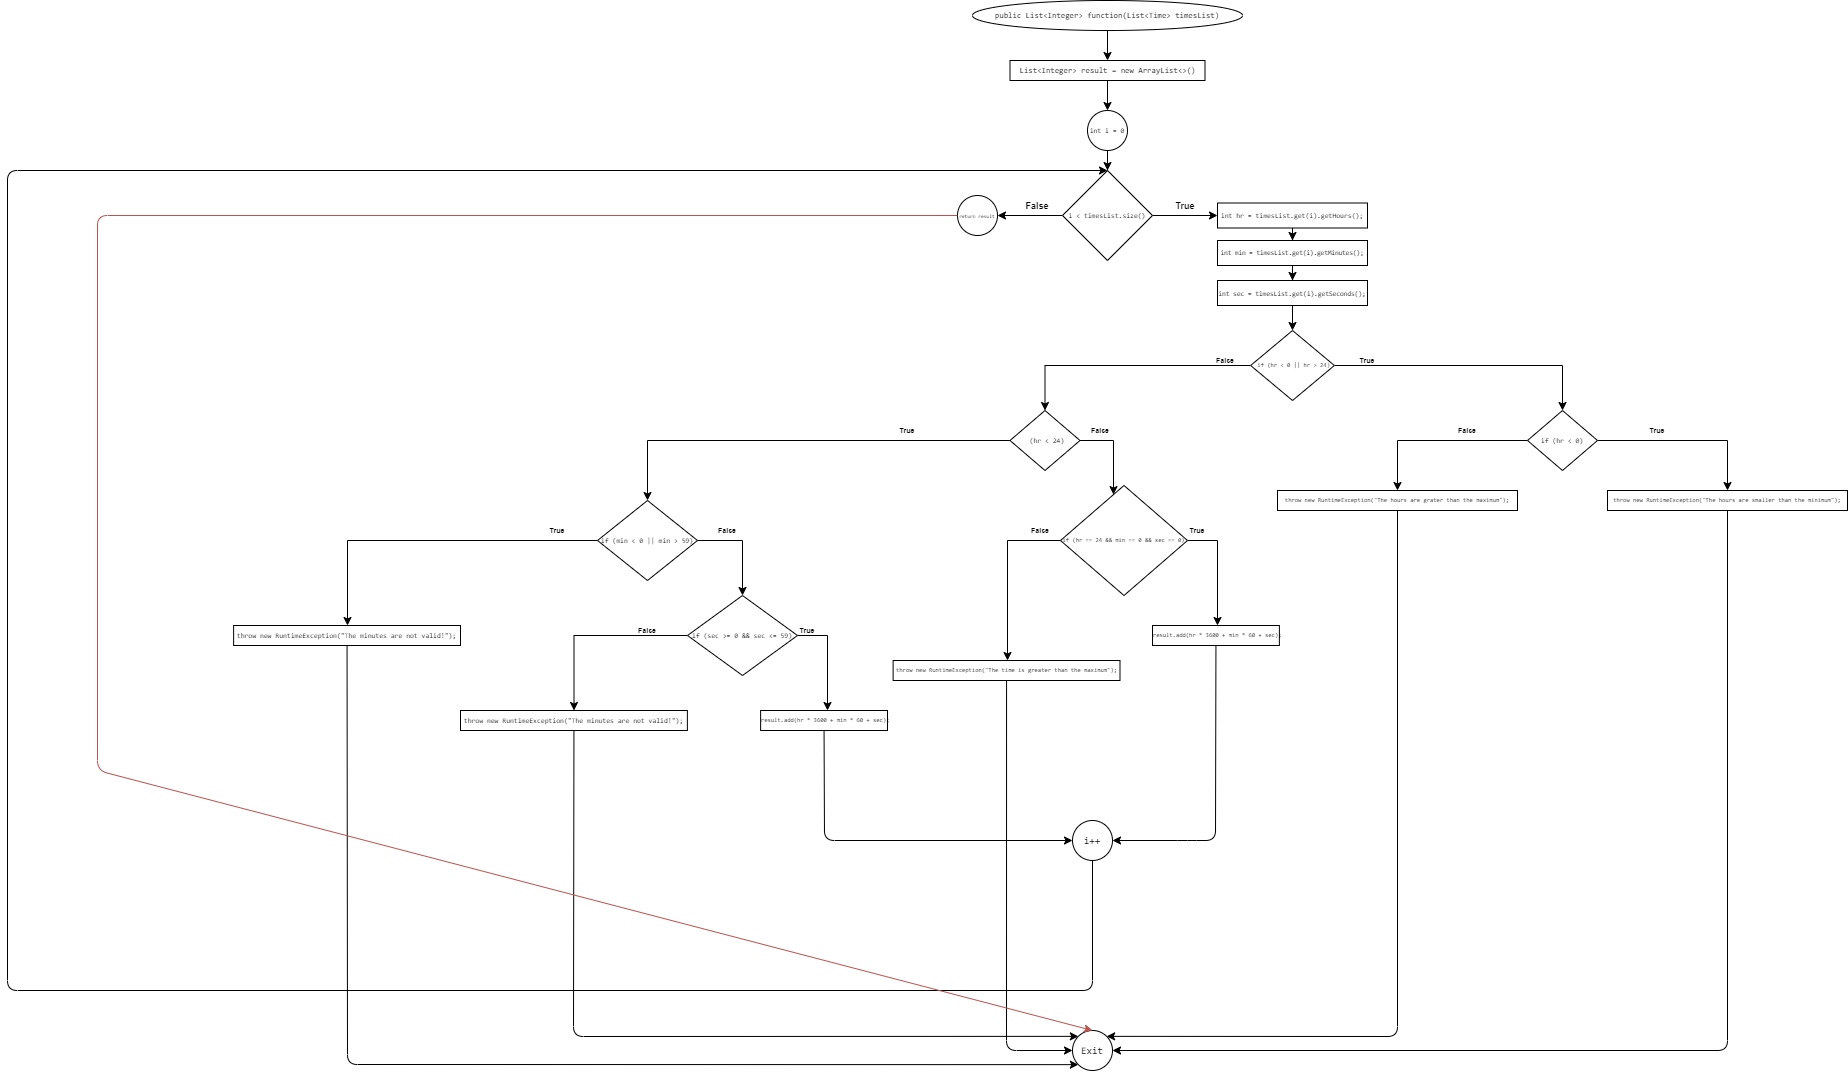 public List<Integer> function(List<Time> timesList)
List<Integer> result = new ArrayList<>()
int i = 0
return result
False
i < timesList.size()
True
int hr = timesList.get(i).getHours();
int min = timesList.get(i).getMinutes();
int sec = timesList.get(i).getSeconds();
False
if (hr < 0 || hr > 24)
True
True
(hr < 24)
False
False
if (hr < 0)
True
throw new RuntimeException("The hours are grater than the maximum");
throw new RuntimeException("The hours are smaller than the minimum");
True
if (min < 0 || min > 59)
False
False
if (hr == 24 && min == 0 && sec == 0)
True
throw new RuntimeException("The minutes are not valid!");
False
if (sec >= 0 && sec <= 59)
True
result.add(hr * 3600 + min * 60 + sec);
throw new RuntimeException("The time is greater than the maximum");
throw new RuntimeException("The minutes are not valid!");
result.add(hr * 3600 + min * 60 + sec);
i++
Exit